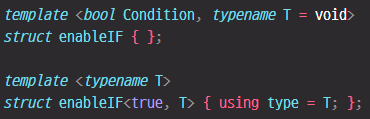 template <bool Condition, typename T = void>
struct enableIF { };
template <typename T>
struct enableIF<true, T> { using type = T; };